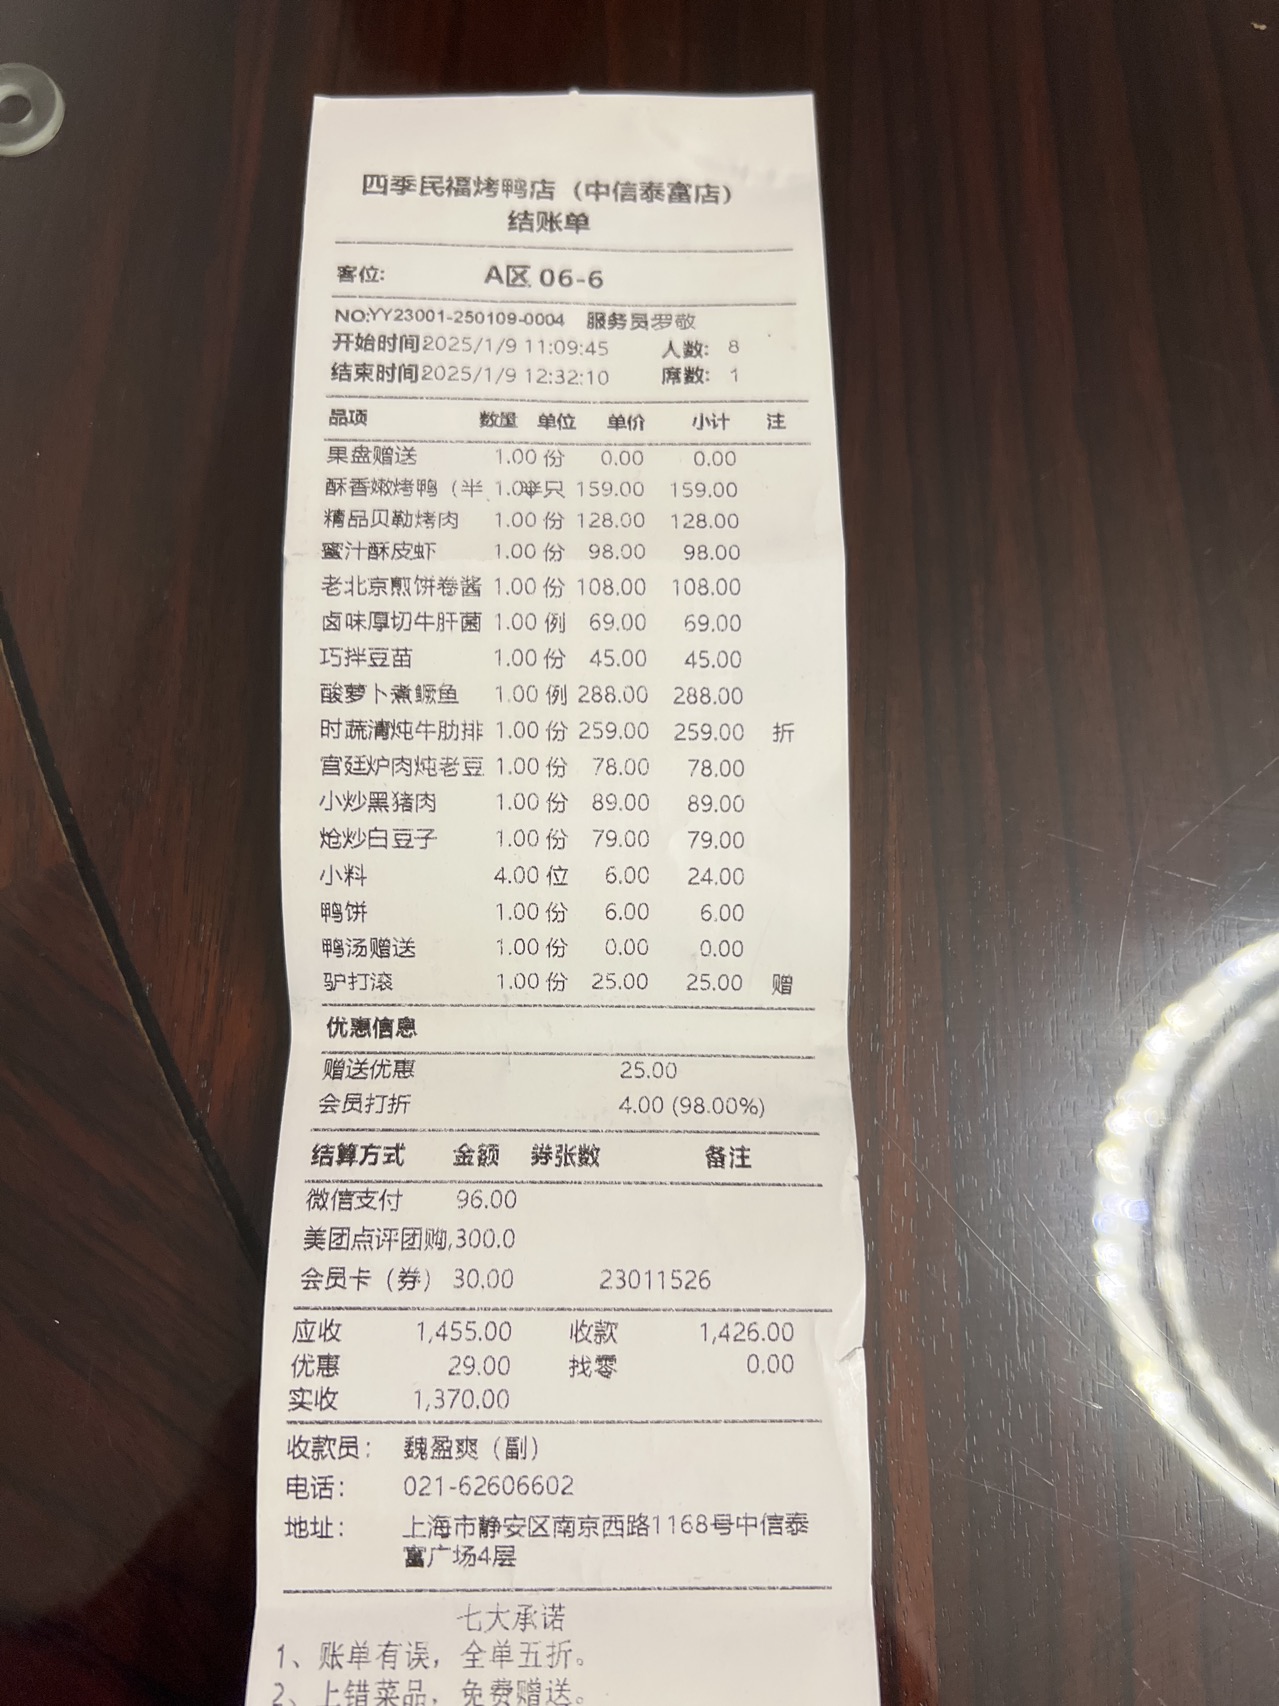 四季民福烤鸭店（中信泰富店）
结账单
客位: A区 06-6
NO:YY23001-250109-0004 服务员罗敬
开始时间2025/1/9 11:09:45 人数: 8
结束时间2025/1/9 12:32:10 席数: 1
品项 数量 单位 单价 小计 注
果盘赠送 1.00 份 0.00 0.00
酥香嫩烤鸭（半 1.00半只 159.00 159.00
精品贝勒烤肉 1.00 份 128.00 128.00
蜜汁酥皮虾 1.00 份 98.00 98.00
老北京煎饼卷酱 1.00 份 108.00 108.00
卤味厚切牛肝菌 1.00 例 69.00 69.00
巧拌豆苗 1.00 份 45.00 45.00
酸萝卜煮鳜鱼 1.00 例 288.00 288.00
时蔬清炖牛肋排 1.00 份 259.00 259.00 折
宫廷炉肉炖老豆 1.00 份 78.00 78.00
小炒黑猪肉 1.00 份 89.00 89.00
炝炒白豆子 1.00 份 79.00 79.00
小料 4.00 位 6.00 24.00
鸭饼 1.00 份 6.00 6.00
鸭汤赠送 1.00 份 0.00 0.00
驴打滚 1.00 份 25.00 25.00 赠
优惠信息
赠送优惠 25.00
会员打折 4.00 (98.00%)
结算方式 金额 券张数 备注
微信支付 96.00
美团点评团购,300.0
会员卡（券） 30.00 23011526
应收 1,455.00 收款 1,426.00
优惠 29.00 找零 0.00
实收 1,370.00
收款员: 魏盈爽（副）
电话: 021-62606602
地址: 上海市静安区南京西路1168号中信泰
富广场4层
七大承诺
1、账单有误，全单五折。
2、上错菜品，免费赠送。